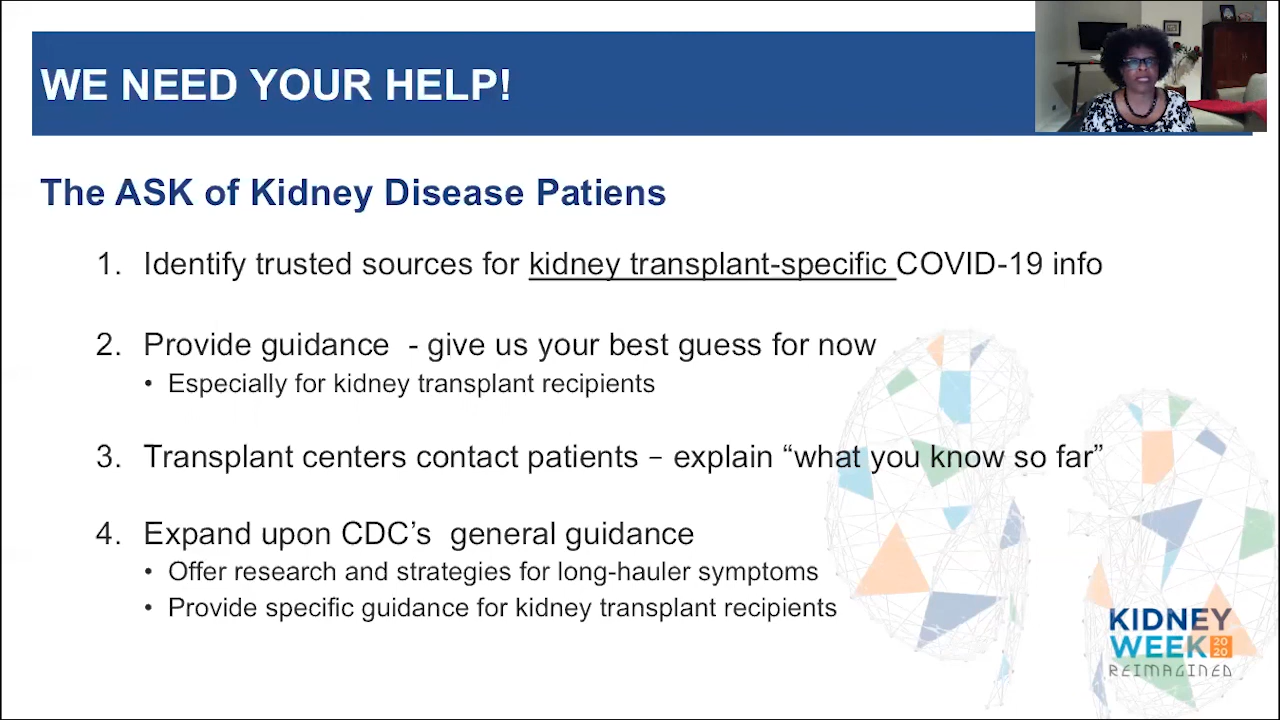 WE NEED YOUR HELP!
The ASK of Kidney Disease Patiens
1. Identify trusted sources for kidney transplant-specific COVID-19 info
2. Provide guidance - give us your best guess for now
• Especially for kidney transplant recipients
3. Transplant centers contact patients – explain “what you know so far”
4. Expand upon CDC’s general guidance
• Offer research and strategies for long-hauler symptoms
• Provide specific guidance for kidney transplant recipients
KIDNEY
WEEK 20
20
REIMAGINED